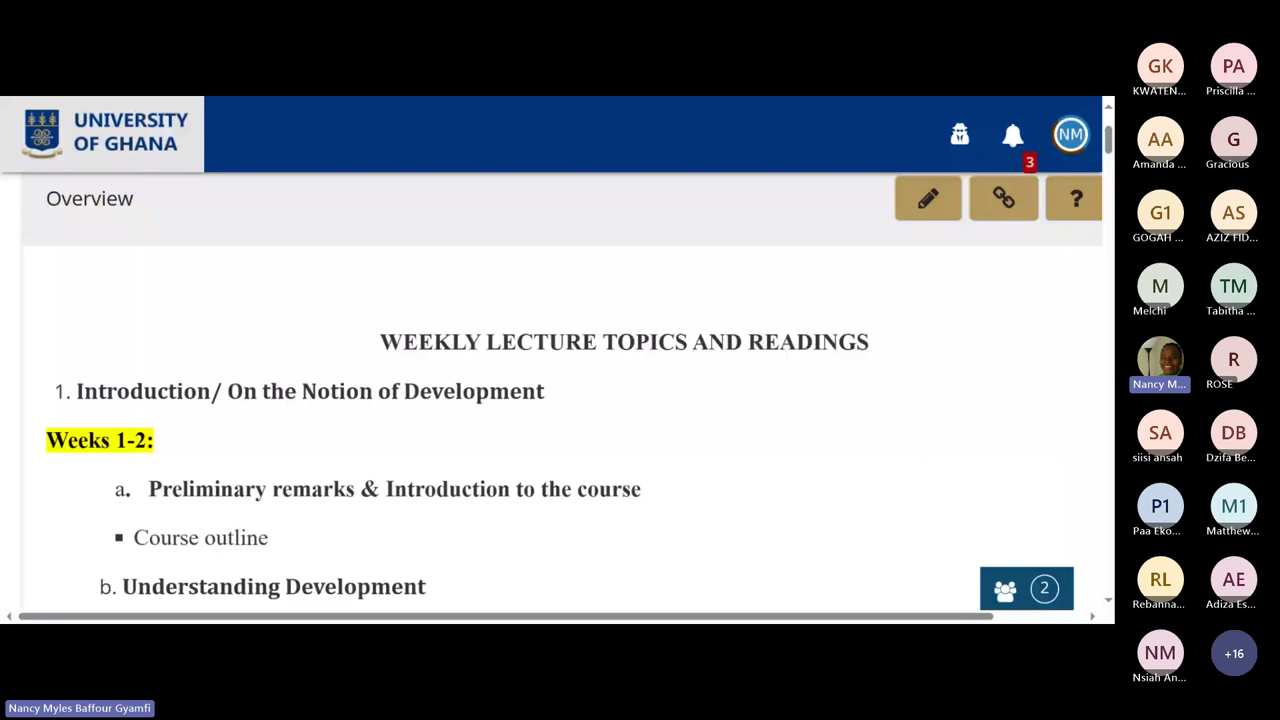 UNIVERSITY
OF GHANA
NM
3
Overview
?
WEEKLY LECTURE TOPICS AND READINGS
1. Introduction/ On the Notion of Development
Weeks 1-2:
a. Preliminary remarks & Introduction to the course
▪ Course outline
b. Understanding Development
2
GK
KWATEN...
PA
Priscilla ...
AA
Amanda ...
G
Gracious
G1
GOGAH ...
AS
AZIZ FID...
M
Melchi
TM
Tabitha ...
Nancy M...
R
ROSE
SA
siisi ansah
DB
Dzifa Be...
P1
Paa Eko...
M1
Matthew...
RL
Rebanna...
AE
Adiza Es...
NM
Nsiah An...
+16
Nancy Myles Baffour Gyamfi